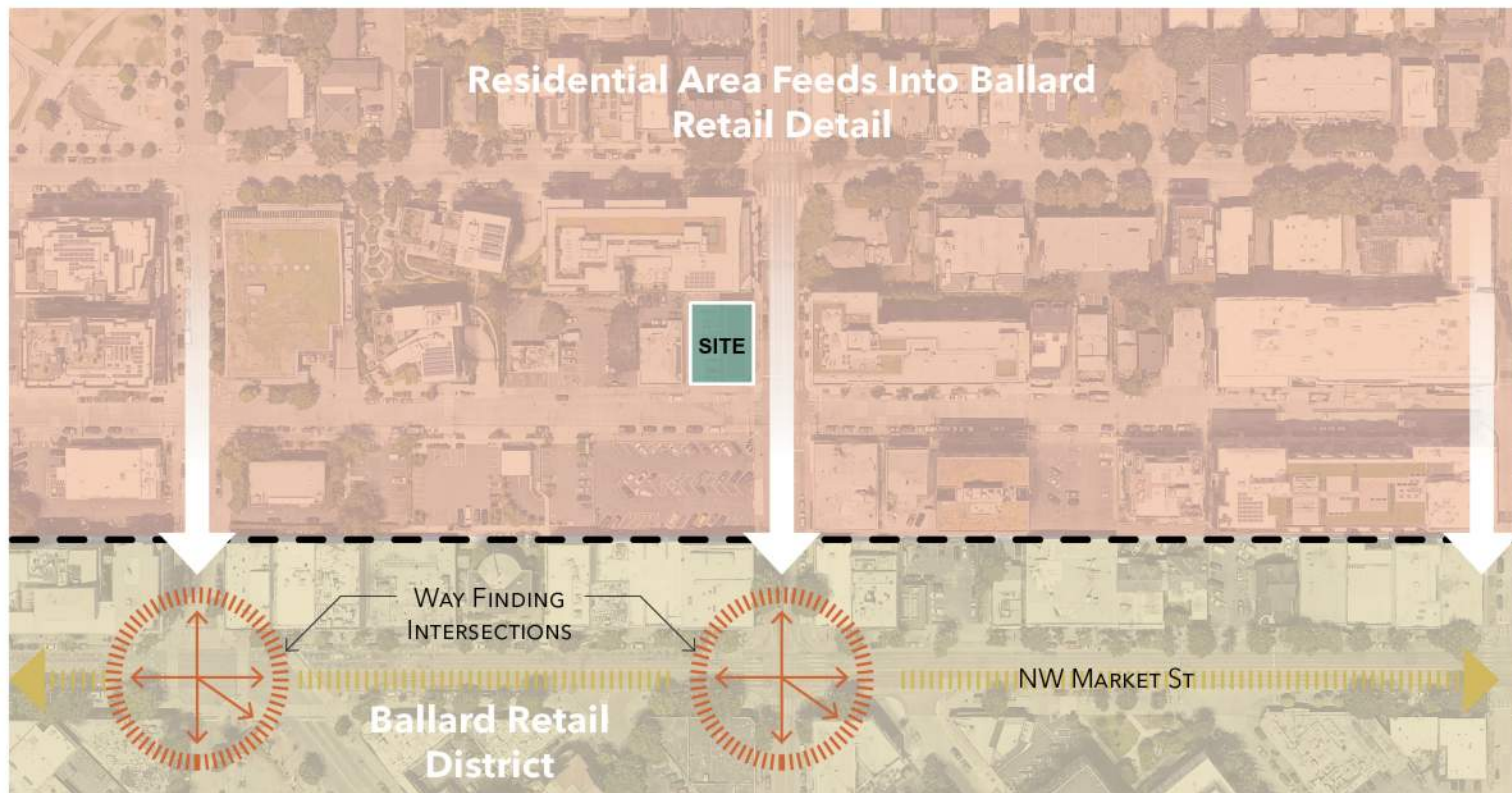 Residential Area Feeds Into Ballard
Retail Detail
SITE
WAY FINDING
INTERSECTIONS
NW MARKET ST
Ballard Retail
District